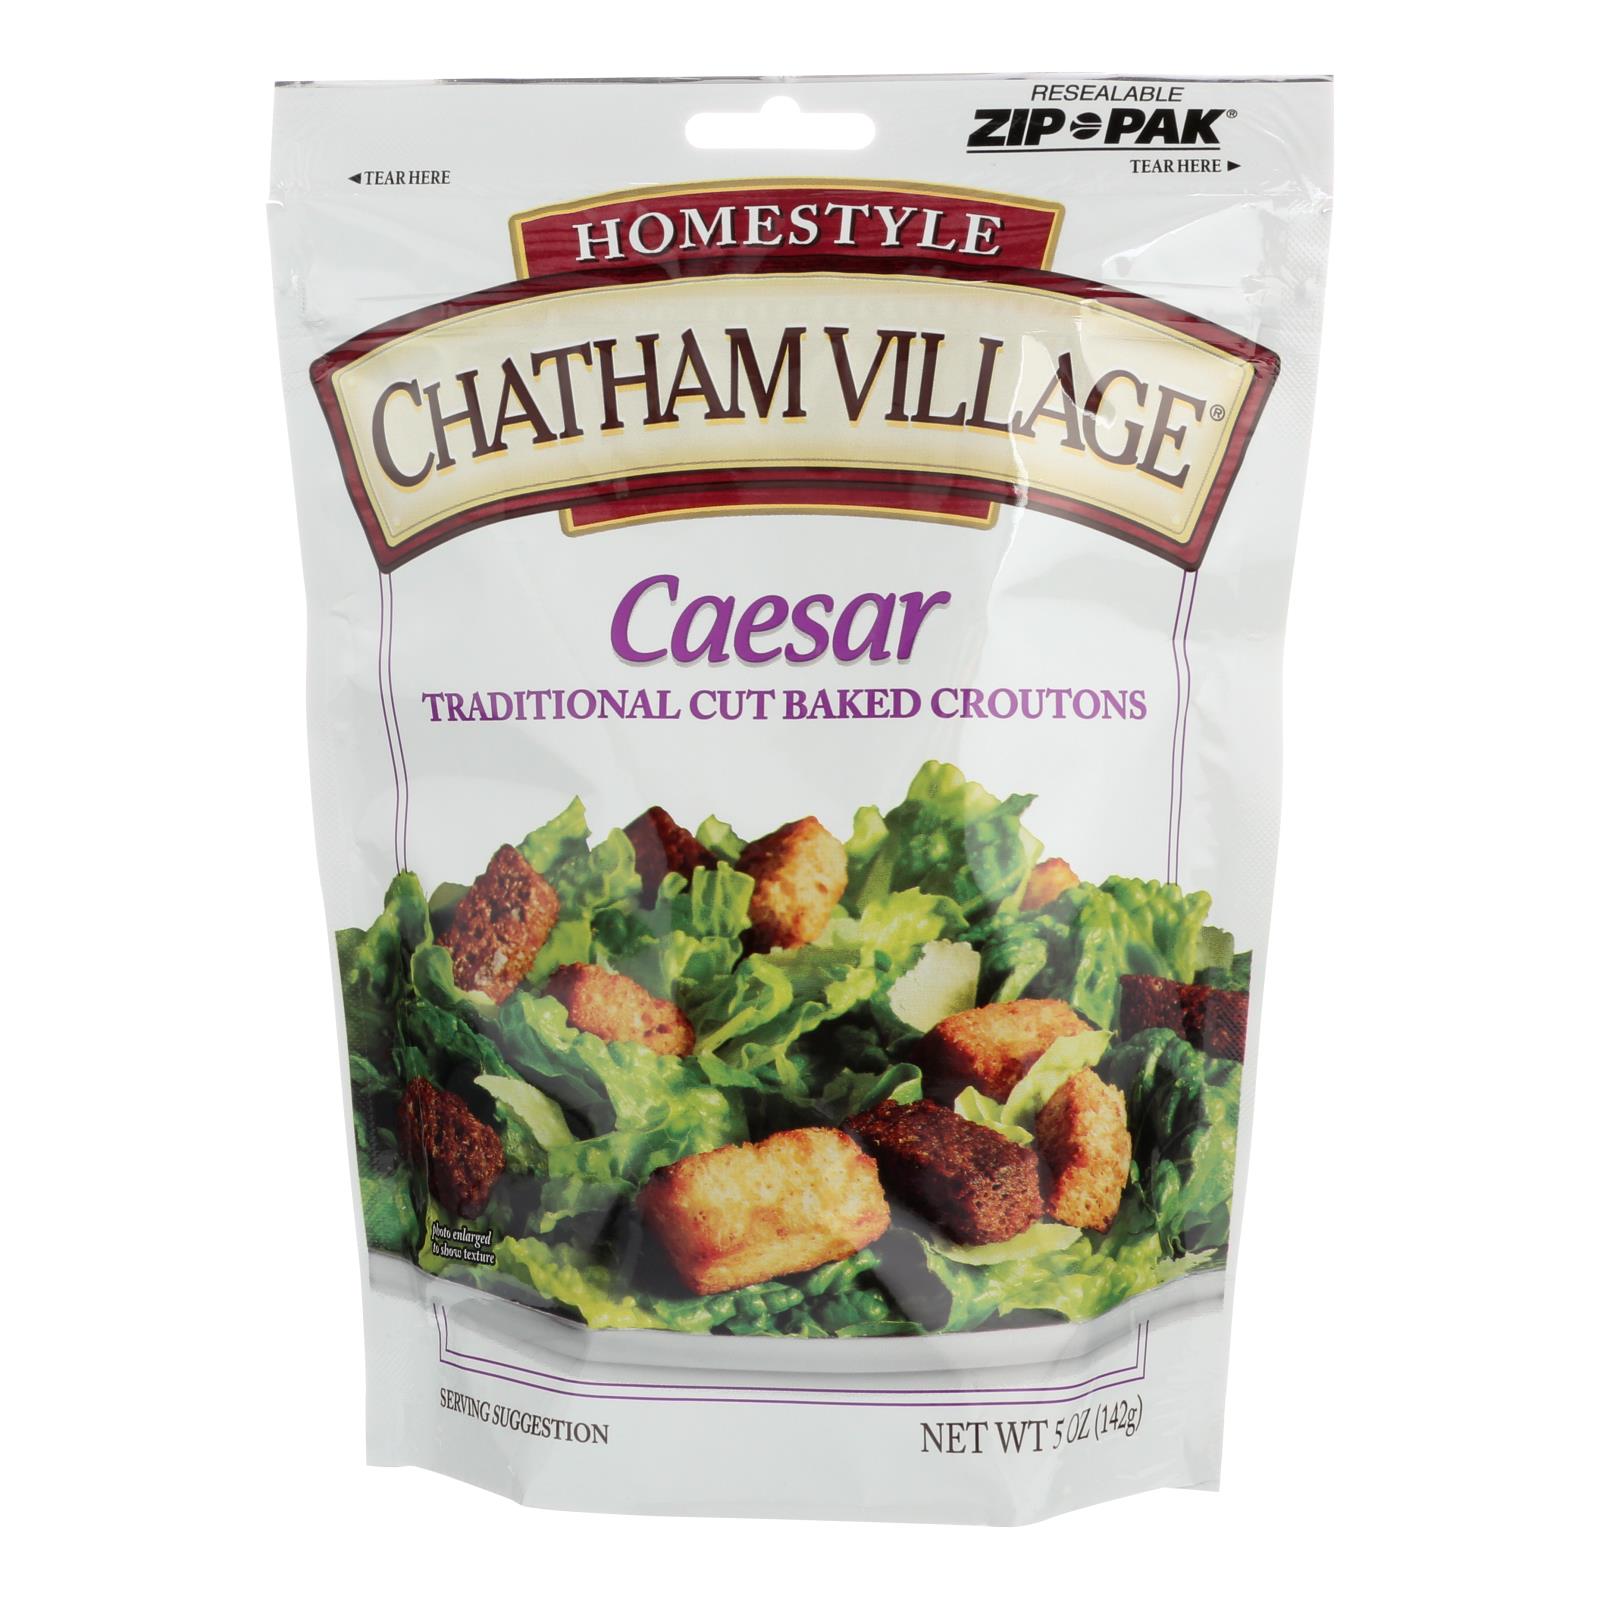 RESEALABLE
ZIP PAK®
TEAR HERE
TEAR HERE
HOMESTYLE
CHATHAM VILLAGE®
Caesar
TRADITIONAL CUT BAKED CROUTONS
photo enlarged
to show texture
SERVING SUGGESTION
NET WT 5 OZ (142g)